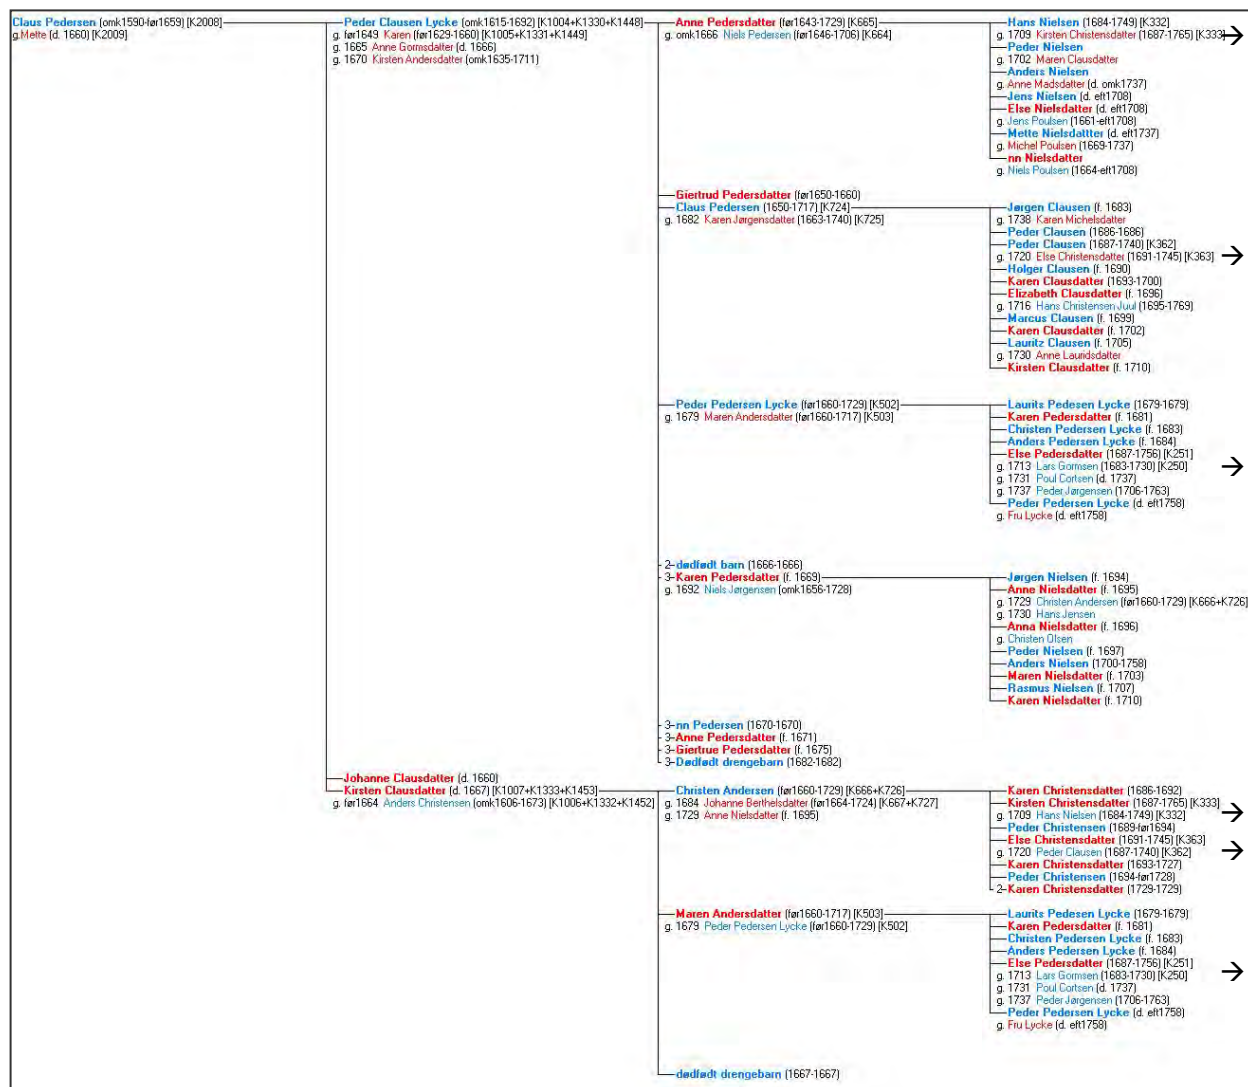 Claus Pedersen (omk1590-før1659) [K2008]
g.Mette (d. 1660) [K2009]
Peder Clausen Lycke (omk1615-1692) [K1004+K1330+K1448]
g. før1649 Karen (før1629-1660) [K1005+K1331+K1449]
g. 1665 Anne Gormsdatter (d. 1666)
g. 1670 Kirsten Andersdatter (omk1635-1711)
Anne Pedersdatter (før1643-1729) [K665]
g. omk1666 Niels Pedersen (før1646-1706) [K664]
Hans Nielsen (1684-1749) [K332]
g. 1709 Kirsten Christensdatter (1687-1765) [K333]
Peder Nielsen
g. 1702 Maren Clausdatter
Anders Nielsen
g. Anne Madsdatter (d. omk1737)
Jens Nielsen (d. eft1708)
Else Nielsdatter (d. eft1708)
g. Jens Poulsen (1661-eft1708)
Mette Nielsdattter (d. eft1737)
g. Michel Poulsen (1669-1737)
nn Nielsdatter
g. Niels Poulsen (1664-eft1708)
Giertrud Pedersdatter (før1650-1660)
Claus Pedersen (1650-1717) [K724]
g. 1682 Karen Jørgensdatter (1663-1740) [K725]
Jørgen Clausen (f. 1683)
g. 1738 Karen Michelsdatter
Peder Clausen (1686-1686)
Peder Clausen (1687-1740) [K362]
g. 1720 Else Christensdatter (1691-1745) [K363]
Holger Clausen (f. 1690)
Karen Clausdatter (1693-1700)
Elizabeth Clausdatter (f. 1696)
g. 1716 Hans Christensen Juul (1695-1769)
Marcus Clausen (f. 1699)
Karen Clausdatter (f. 1702)
Lauritz Clausen (f. 1705)
g. 1730 Anne Lauridsdatter
Kirsten Clausdatter (f. 1710)
Peder Pedersen Lycke (før1660-1729) [K502]
g. 1679 Maren Andersdatter (før1660-1717) [K503]
Laurits Pedesen Lycke (1679-1679)
Karen Pedersdatter (f. 1681)
Christen Pedersen Lycke (f. 1683)
Anders Pedersen Lycke (f. 1684)
Else Pedersdatter (1687-1756) [K251]
g. 1713 Lars Gormsen (1683-1730) [K250]
g. 1731 Poul Cortsen (d. 1737)
g. 1737 Peder Jørgensen (1706-1763)
Peder Pedersen Lycke (d. eft1758)
g. Fru Lycke (d. eft1758)
2- dødfødt barn (1666-1666)
3- Karen Pedersdatter (f. 1669)
g. 1692 Niels Jørgensen (omk1656-1728)
Jørgen Nielsen (f. 1694)
Anne Nielsdatter (f. 1695)
g. 1729 Christen Andersen (før1660-1729) [K666+K726]
g. 1730 Hans Jensen
Anna Nielsdatter (f. 1696)
g. Christen Olsen
Peder Nielsen (f. 1697)
Anders Nielsen (1700-1758)
Maren Nielsdatter (f. 1703)
Rasmus Nielsen (f. 1707)
Karen Nielsdatter (f. 1710)
3- nn Pedersen (1670-1670)
3- Anne Pedersdatter (f. 1671)
3- Giertrue Pedersdatter (f. 1675)
3- Dødfødt drengebarn (1682-1682)
Johanne Clausdatter (d. 1660)
Kirsten Clausdatter (d. 1667) [K1007+K1333+K1453]
g. før1664 Anders Christensen (omk1606-1673) [K1006+K1332+K1452]
Christen Andersen (før1660-1729) [K666+K726]
g. 1684 Johanne Berthelsdatter (før1664-1724) [K667+K727]
g. 1729 Anne Nielsdatter (f. 1695)
Karen Christensdatter (1686-1692)
Kirsten Christensdatter (1687-1765) [K333]
g. 1709 Hans Nielsen (1684-1749) [K332]
Peder Christensen (1689-før1694)
Else Christensdatter (1691-1745) [K363]
g. 1720 Peder Clausen (1687-1740) [K362]
Karen Christensdatter (1693-1727)
Peder Christensen (1694-før1728)
2- Karen Christensdatter (1729-1729)
Maren Andersdatter (før1660-1717) [K503]
g. 1679 Peder Pedersen Lycke (før1660-1729) [K502]
Laurits Pedesen Lycke (1679-1679)
Karen Pedersdatter (f. 1681)
Christen Pedersen Lycke (f. 1683)
Anders Pedersen Lycke (f. 1684)
Else Pedersdatter (1687-1756) [K251]
g. 1713 Lars Gormsen (1683-1730) [K250]
g. 1731 Poul Cortsen (d. 1737)
g. 1737 Peder Jørgensen (1706-1763)
Peder Pedersen Lycke (d. eft1758)
g. Fru Lycke (d. eft1758)
dødfødt drengebarn (1667-1667)